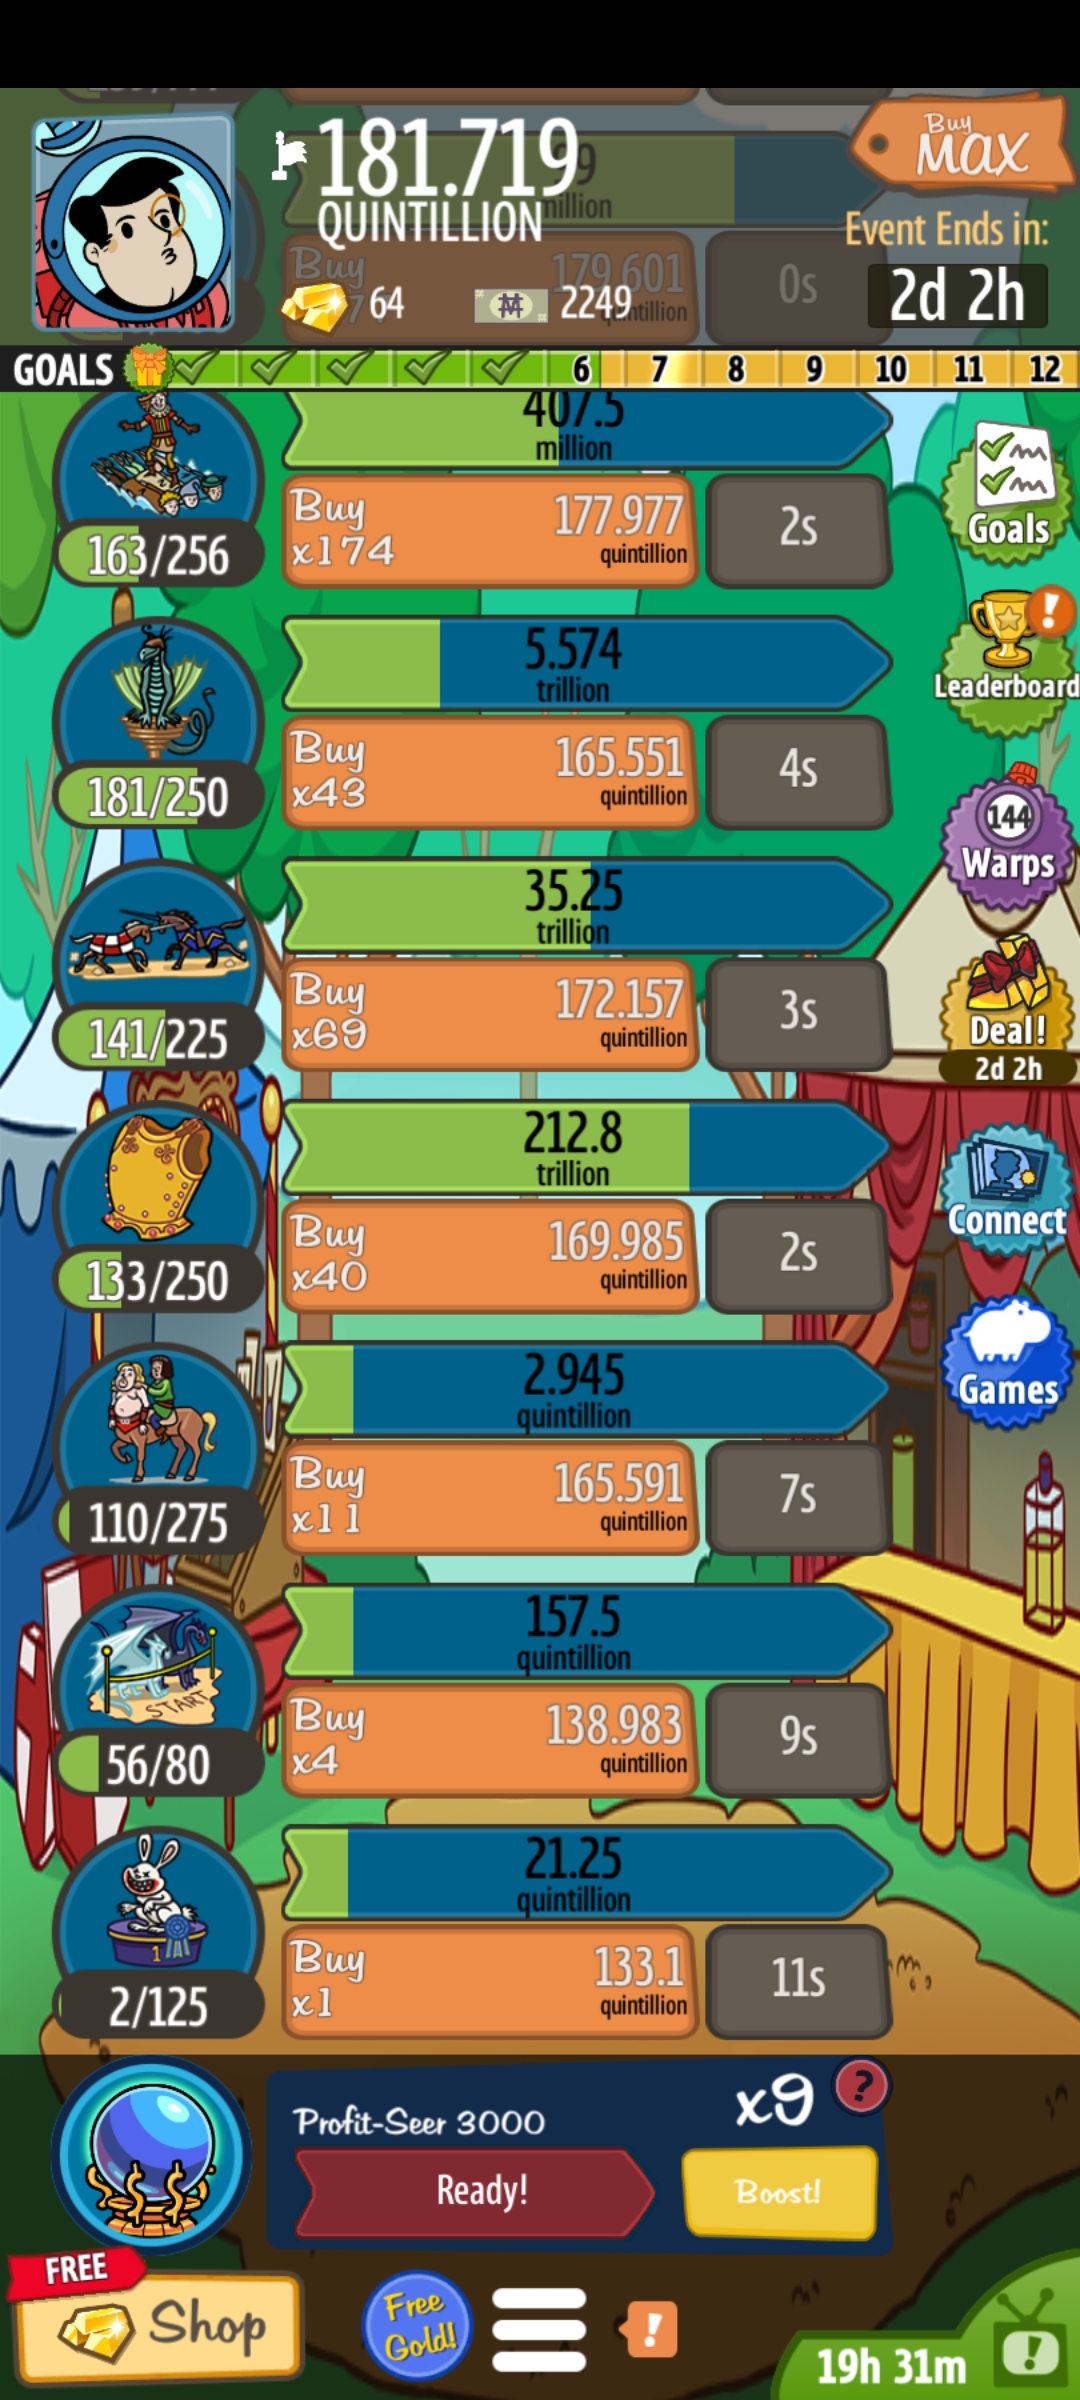 181.719
QUINTILLION
64
2249
Buy
MAX
Event Ends in:
2d 2h
million
Buy
179.601
0s
GOALS
6
7
8
9
10
11
12
407.5
million
Buy
x174
177.977
quintillion
2s
163/256
Goals
5.574
trillion
Buy
x43
165.551
quintillion
4s
181/250
!
Leaderboard
35.25
trillion
Buy
x69
172.157
quintillion
3s
141/225
144
Warps
Deal!
2d 2h
212.8
trillion
Buy
x40
169.985
quintillion
2s
133/250
Connect
2.945
quintillion
Buy
x11
165.591
quintillion
7s
110/275
Games
157.5
quintillion
START
Buy
x4
138.983
quintillion
9s
56/80
21.25
quintillion
1
Buy
x1
133.1
quintillion
11s
2/125
Profit-Seer 3000
x9
?
Ready!
Boost!
FREE
Shop
Free
Gold!
!
19h 31m
!